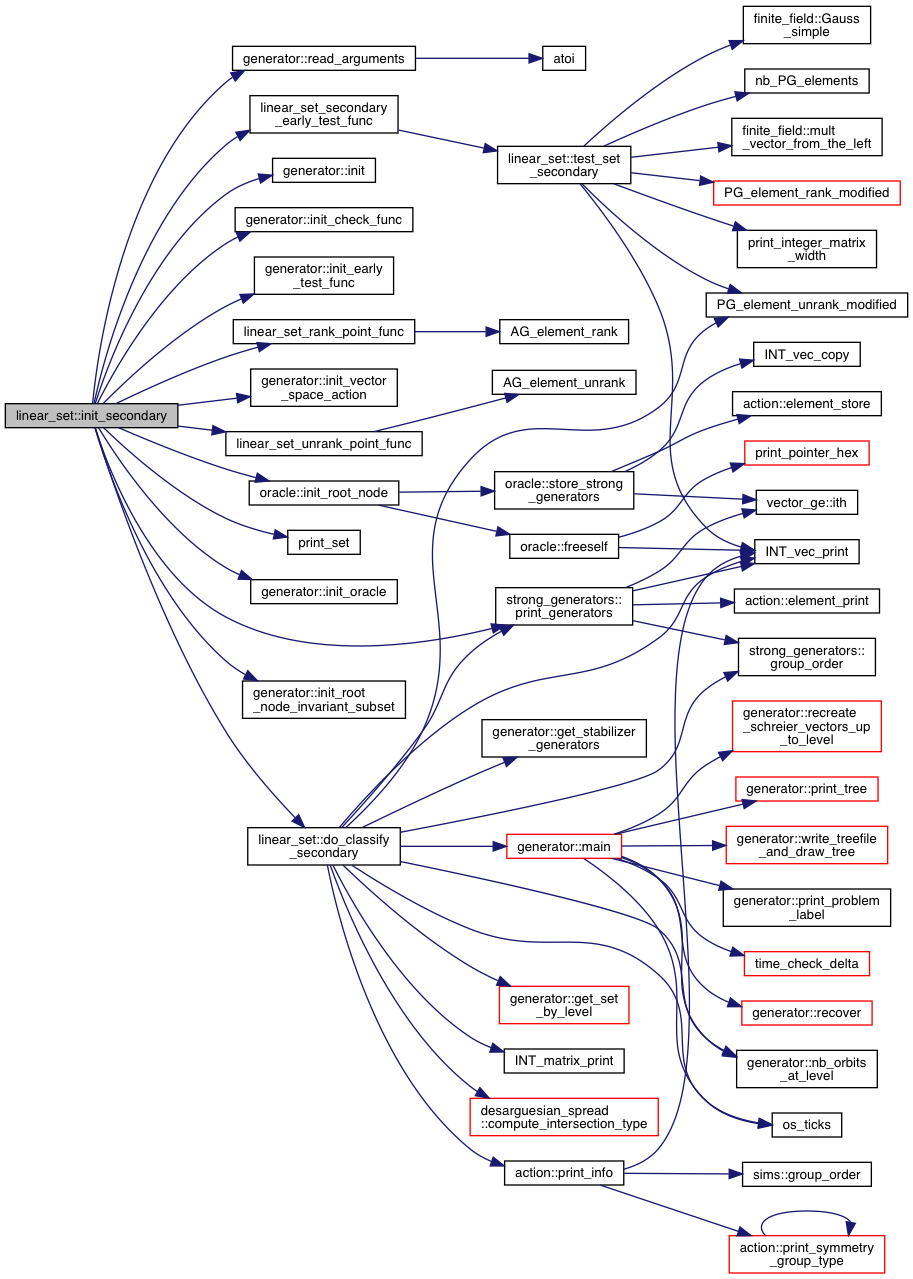 linear_set::init_secondary
generator::read_arguments
atoi
linear_set_secondary
_early_test_func
generator::init
generator::init_check_func
generator::init_early
_test_func
linear_set_rank_point_func
AG_element_rank
generator::init_vector
_space_action
AG_element_unrank
linear_set_unrank_point_func
oracle::init_root_node
print_set
generator::init_oracle
generator::init_root
_node_invariant_subset
linear_set::do_classify
_secondary
linear_set::test_set
_secondary
oracle::store_strong
_generators
oracle::freeself
strong_generators::
print_generators
generator::get_stabilizer
_generators
generator::main
generator::get_set
_by_level
INT_matrix_print
desarguesian_spread
::compute_intersection_type
action::print_info
finite_field::Gauss
_simple
nb_PG_elements
finite_field::mult
_vector_from_the_left
PG_element_rank_modified
print_integer_matrix
_width
PG_element_unrank_modified
INT_vec_copy
action::element_store
print_pointer_hex
vector_ge::ith
INT_vec_print
action::element_print
strong_generators::
group_order
generator::recreate
_schreier_vectors_up
_to_level
generator::print_tree
generator::write_treefile
_and_draw_tree
generator::print_problem
_label
time_check_delta
generator::recover
generator::nb_orbits
_at_level
os_ticks
sims::group_order
action::print_symmetry
_group_type